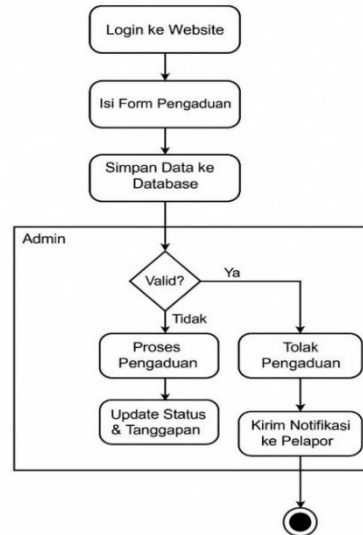 Login ke Website
Isi Form Pengaduan
Simpan Data ke
Database
Admin
Valid?
Ya
Tidak
Proses
Pengaduan
Tolak
Pengaduan
Update Status
& Tanggapan
Kirim Notifikasi
ke Pelapor